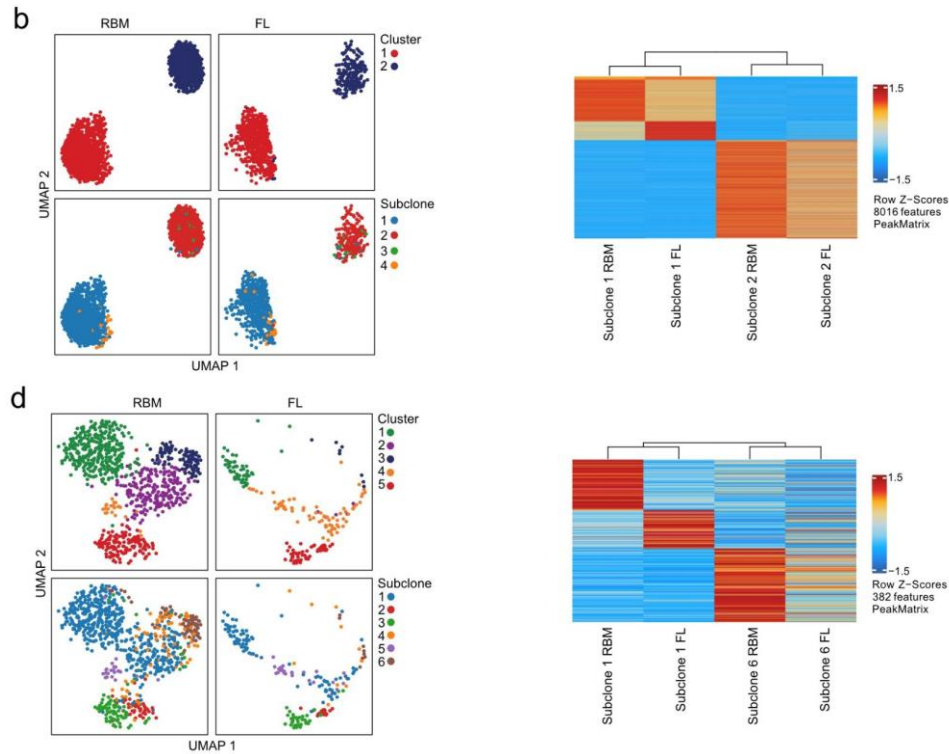 b
RBM
FL
Cluster
1
2
UMAP 2
Subclone
1
2
3
4
UMAP 1
1.5
−1.5
Row Z−Scores
8016 features
PeakMatrix
Subclone 1 RBM
Subclone 1 FL
Subclone 2 RBM
Subclone 2 FL
d
RBM
FL
Cluster
1
2
3
4
5
UMAP 2
Subclone
1
2
3
4
5
6
UMAP 1
1.5
−1.5
Row Z−Scores
382 features
PeakMatrix
Subclone 1 RBM
Subclone 1 FL
Subclone 6 RBM
Subclone 6 FL